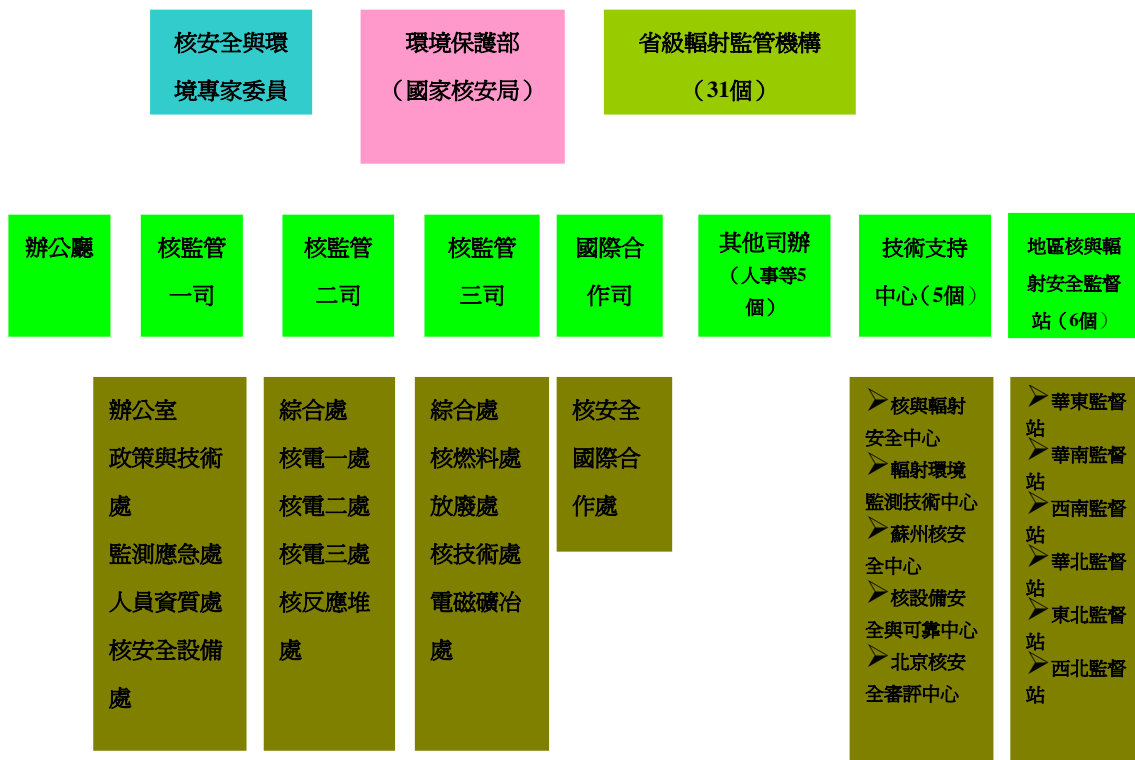 核安全與環
境專家委員
環境保護部
（國家核安局）
省級輻射監管機構
（31個）
辦公廳
核監管
一司
核監管
二司
核監管
三司
國際合
作司
其他司辦
（人事等5
個）
技術支持
中心（5個）
地區核與輻
射安全監督
站（6個）
辦公室
政策與技術
處
監測應急處
人員資質處
核安全設備
處
綜合處
核電一處
核電二處
核電三處
核反應堆
處
綜合處
核燃料處
放廢處
核技術處
電磁礦冶
處
核安全
國際合
作處
➢核與輻射
安全中心
➢輻射環境
監測技術中心
➢蘇州核安
全中心
➢核設備安
全與可靠中心
➢北京核安
全審評中心
➢華東監督
站
➢華南監督
站
➢西南監督
站
➢華北監督
站
➢東北監督
站
➢西北監督
站